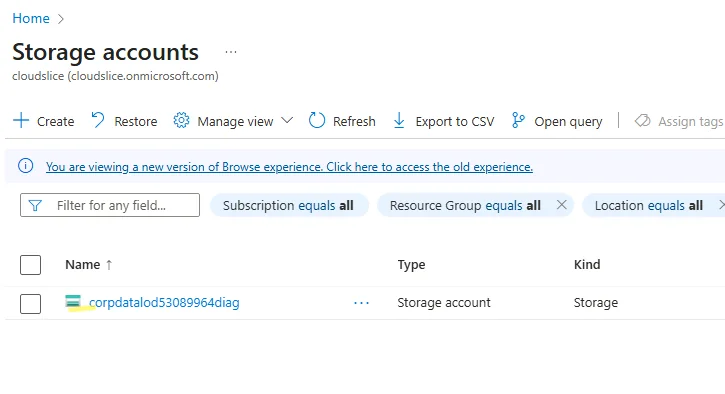 Home >
Storage accounts ...
cloudslice (cloudslice.onmicrosoft.com)
Create Restore Manage view Refresh Export to CSV Open query Assign tags
You are viewing a new version of Browse experience. Click here to access the old experience.
Filter for any field... Subscription equals all Resource Group equals all Location equals all
Name ↑ Type Kind
corpdatalod53089964diag ... Storage account Storage